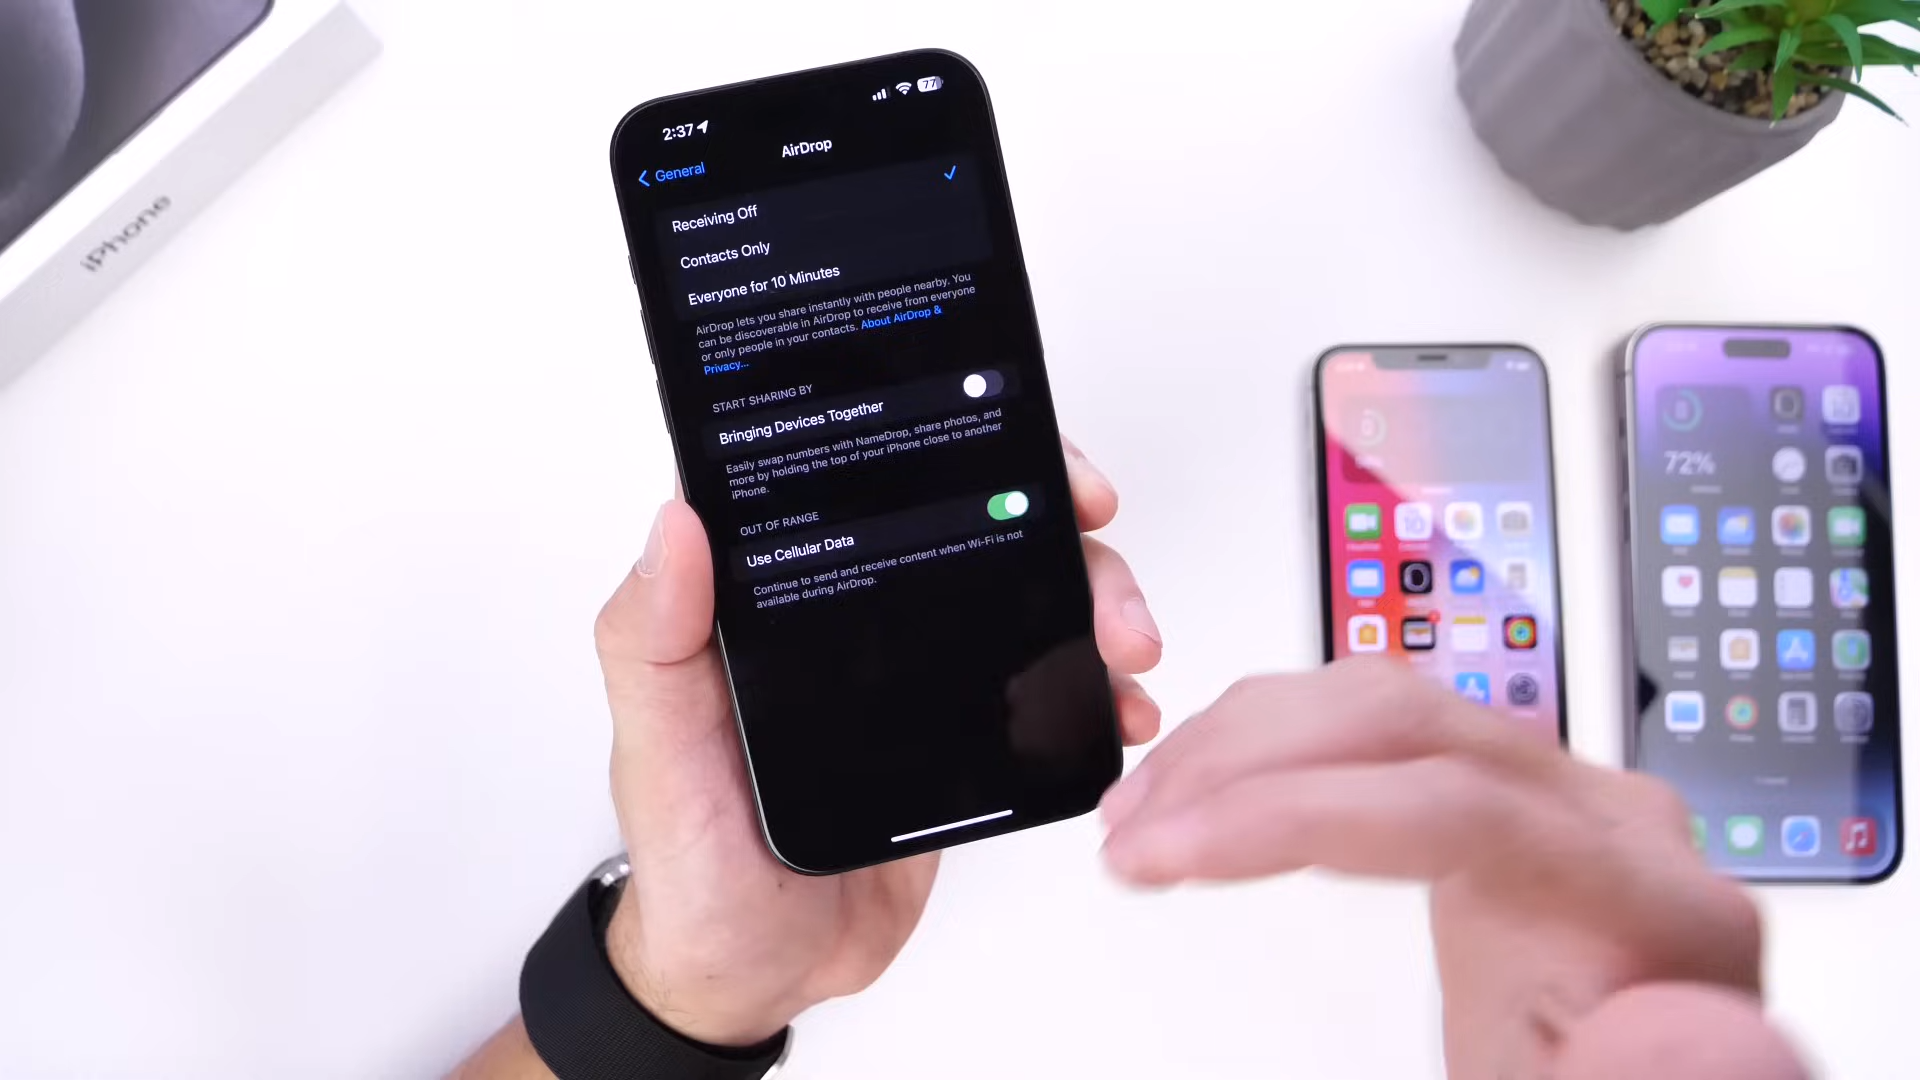 iPhone
2:37
77
General
AirDrop
Receiving Off
Contacts Only
Everyone for 10 Minutes
AirDrop lets you share instantly with people nearby. You
can be discoverable in AirDrop to receive from everyone
or only people in your contacts. About AirDrop &
Privacy...
START SHARING BY
Bringing Devices Together
Easily swap numbers with NameDrop, share photos, and
more by holding the top of your iPhone close to another
iPhone.
OUT OF RANGE
Use Cellular Data
Continue to send and receive content when Wi-Fi is not
available during AirDrop.
72%